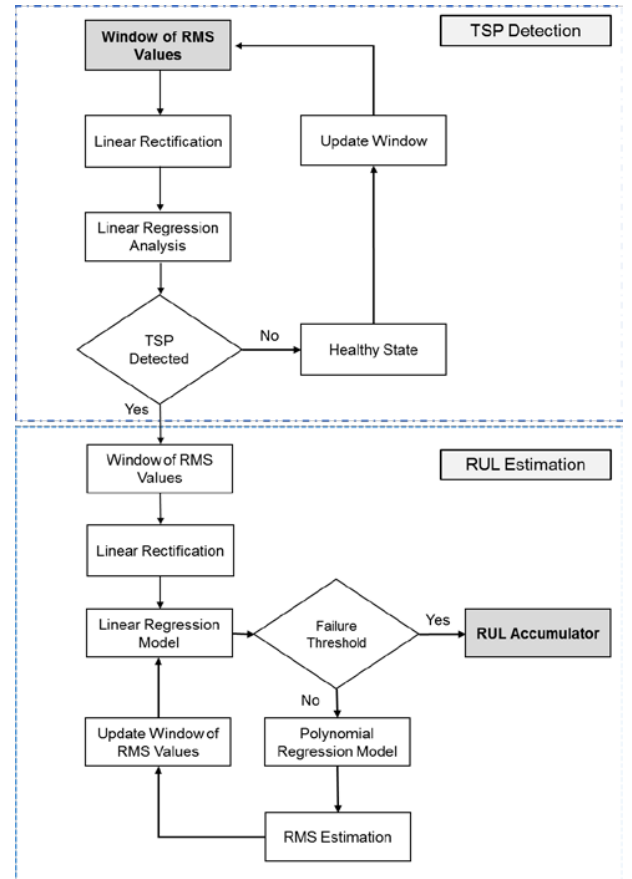 TSP Detection
Window of RMS
Values
Linear Rectification
Update Window
Linear Regression
Analysis
TSP
Detected
No
Healthy State
Yes
Window of RMS
Values
RUL Estimation
Linear Rectification
Linear Regression
Model
Failure
Threshold
Yes
RUL Accumulator
No
Update Window of
RMS Values
Polynomial
Regression Model
RMS Estimation